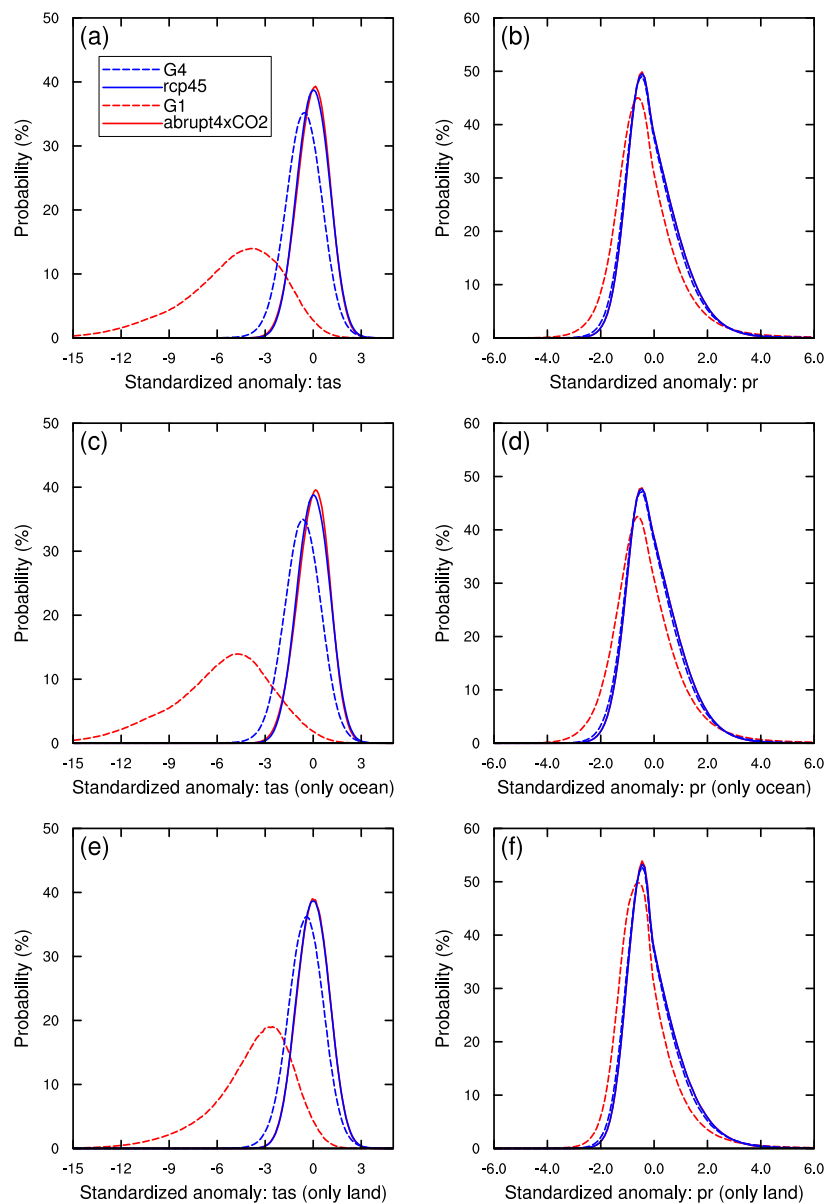 (a)
50
40
30
20
10
0
Probability (%)
G4
rcp45
G1
abrupt4xCO2
-15 -12 -9 -6 -3 0 3
Standardized anomaly: tas
(b)
60
50
40
30
20
10
0
Probability (%)
-6.0 -4.0 -2.0 0.0 2.0 4.0 6.0
Standardized anomaly: pr
(c)
50
40
30
20
10
0
Probability (%)
-15 -12 -9 -6 -3 0 3
Standardized anomaly: tas (only ocean)
(d)
60
50
40
30
20
10
0
Probability (%)
-6.0 -4.0 -2.0 0.0 2.0 4.0 6.0
Standardized anomaly: pr (only ocean)
(e)
50
40
30
20
10
0
Probability (%)
-15 -12 -9 -6 -3 0 3
Standardized anomaly: tas (only land)
(f)
60
50
40
30
20
10
0
Probability (%)
-6.0 -4.0 -2.0 0.0 2.0 4.0 6.0
Standardized anomaly: pr (only land)